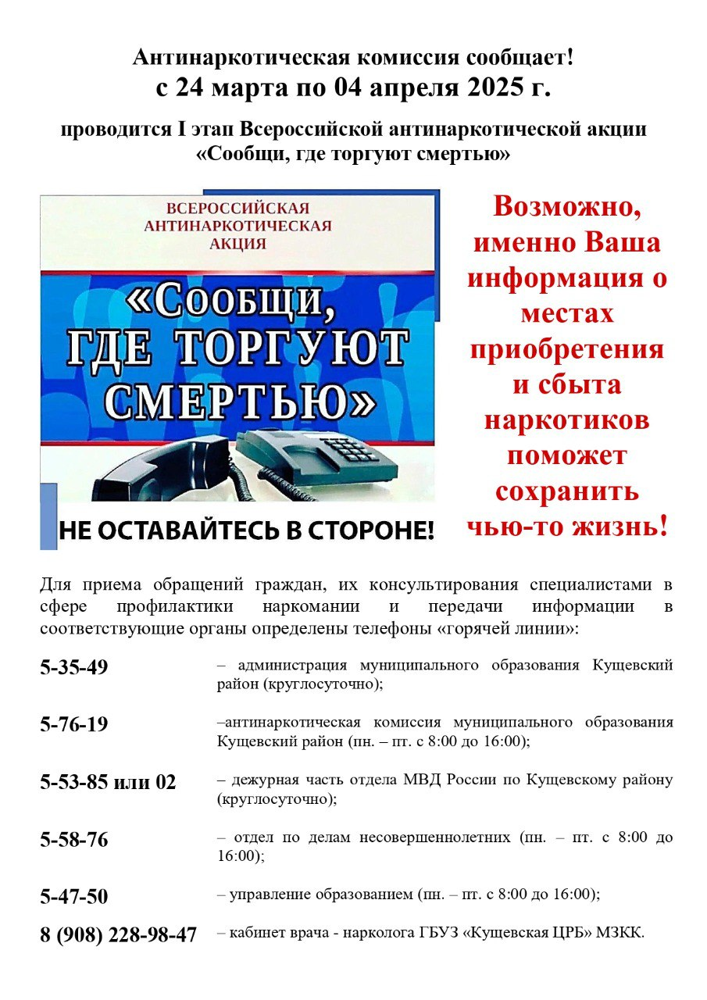 Антинаркотическая комиссия сообщает!
с 24 марта по 04 апреля 2025 г.
проводится I этап Всероссийской антинаркотической акции
«Сообщи, где торгуют смертью»
ВСЕРОССИЙСКАЯ
АНТИНАРКОТИЧЕСКАЯ
АКЦИЯ
«СООБЩИ,
ГДЕ ТОРГУЮТ
СМЕРТЬЮ»
НЕ ОСТАВАЙТЕСЬ В СТОРОНЕ!
Возможно,
именно Ваша
информация о
местах
приобретения
и сбыта
наркотиков
поможет
сохранить
чью-то жизнь!
Для приема обращений граждан, их консультирования специалистами в
сфере профилактики наркомании и передачи информации в
соответствующие органы определены телефоны «горячей линии»:
5-35-49 – администрация муниципального образования Кущевский
район (круглосуточно);
5-76-19 –антинаркотическая комиссия муниципального образования
Кущевский район (пн. – пт. с 8:00 до 16:00);
5-53-85 или 02 – дежурная часть отдела МВД России по Кущевскому району
(круглосуточно);
5-58-76 – отдел по делам несовершеннолетних (пн. – пт. с 8:00 до
16:00);
5-47-50 – управление образованием (пн. – пт. с 8:00 до 16:00);
8 (908) 228-98-47 – кабинет врача - нарколога ГБУЗ «Кущевская ЦРБ» МЗКК.